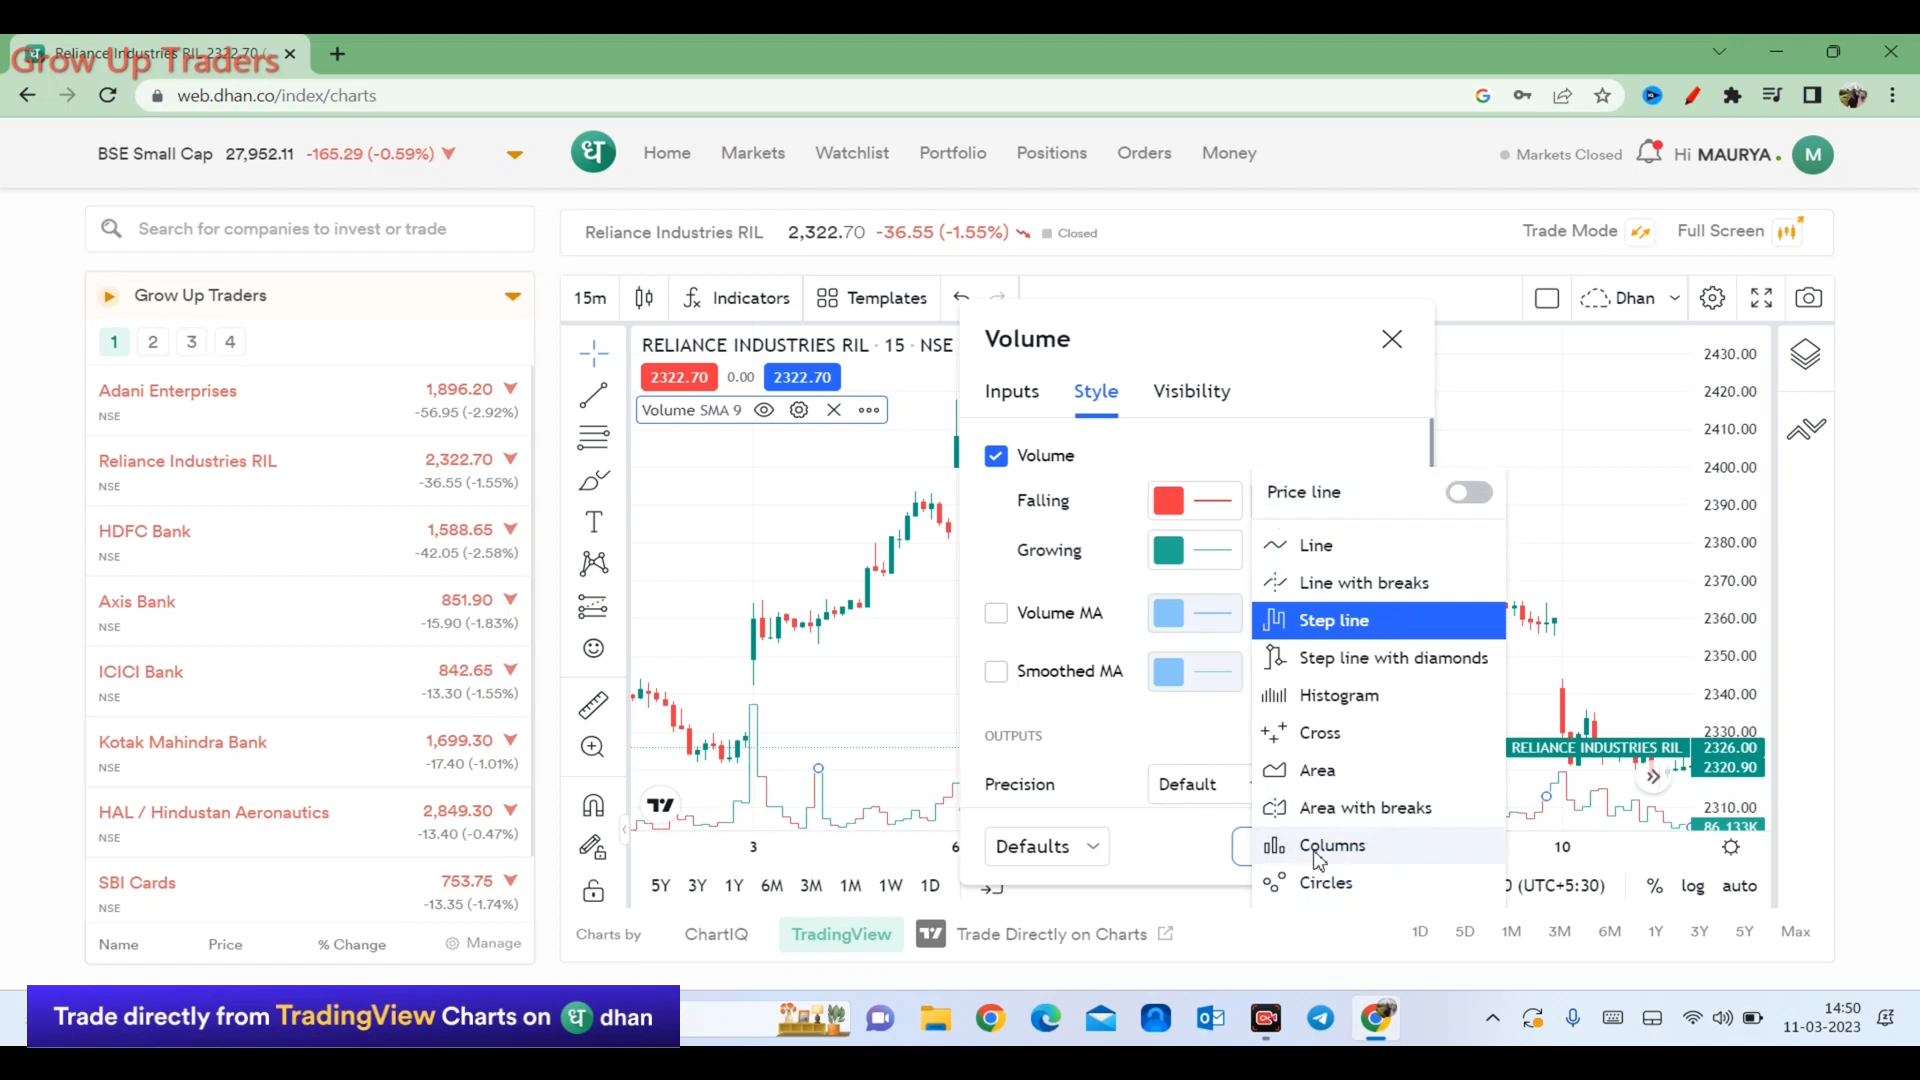 Reliance Industries RIL 2322.70
Grow Up Traders
web.dhan.co/index/charts
BSE Small Cap 27,952.11 -165.29 (-0.59%)
ध Home Markets Watchlist Portfolio Positions Orders Money
Markets Closed Hi MAURYA . M
Search for companies to invest or trade
Reliance Industries RIL 2,322.70 -36.55 (-1.55%) Closed
Trade Mode Full Screen
Grow Up Traders
1 2 3 4
Adani Enterprises 1,896.20
NSE -56.95 (-2.92%)
Reliance Industries RIL 2,322.70
NSE -36.55 (-1.55%)
HDFC Bank 1,588.65
NSE -42.05 (-2.58%)
Axis Bank 851.90
NSE -15.90 (-1.83%)
ICICI Bank 842.65
NSE -13.30 (-1.55%)
Kotak Mahindra Bank 1,699.30
NSE -17.40 (-1.01%)
HAL / Hindustan Aeronautics 2,849.30
NSE -13.40 (-0.47%)
SBI Cards 753.75
NSE -13.35 (-1.74%)
Name Price % Change Manage
15m Indicators Templates Dhan
RELIANCE INDUSTRIES RIL · 15 · NSE
2322.70 0.00 2322.70
Volume SMA 9
Volume
Inputs Style Visibility
Volume
Falling
Growing
Volume MA
Smoothed MA
OUTPUTS
Precision Default
Defaults
Price line
Line
Line with breaks
Step line
Step line with diamonds
Histogram
Cross
Area
Area with breaks
Columns
Circles
2430.00
2420.00
2410.00
2400.00
2390.00
2380.00
2370.00
2360.00
2350.00
2340.00
2330.00
RELIANCE INDUSTRIES RIL 2326.00
2320.90
2310.00
86.133K
3 6 10
5Y 3Y 1Y 6M 3M 1M 1W 1D
(UTC+5:30) % log auto
Charts by ChartIQ TradingView Trade Directly on Charts
1D 5D 1M 3M 6M 1Y 3Y 5Y Max
Trade directly from TradingView Charts on ध dhan
14:50
11-03-2023